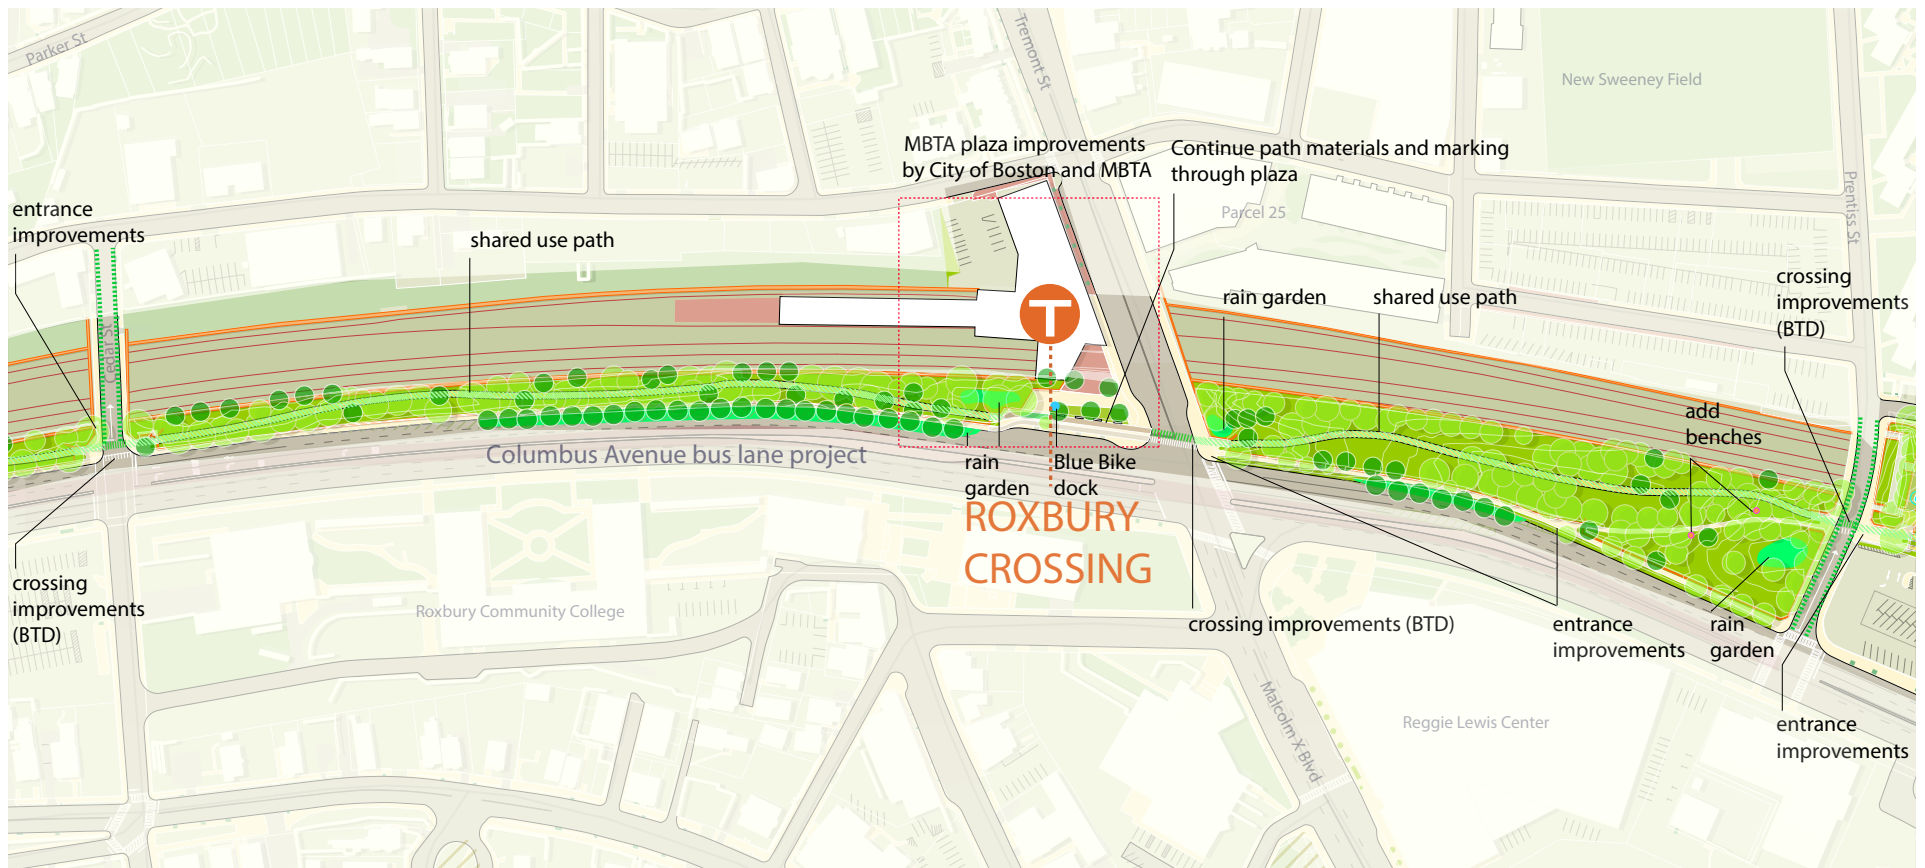 Parker St
Tremont St
New Sweeney Field
MBTA plaza improvements
by City of Boston and MBTA
Continue path materials and marking
through plaza
Parcel 25
Prentiss St
entrance
improvements
shared use path
crossing
improvements
(BTD)
rain garden
shared use path
T
Cedar St
add
benches
Columbus Avenue bus lane project
rain
garden
Blue Bike
dock
ROXBURY
CROSSING
crossing
improvements
(BTD)
Roxbury Community College
crossing improvements (BTD)
entrance
improvements
rain
garden
Malcolm X Blvd
Reggie Lewis Center
entrance
improvements